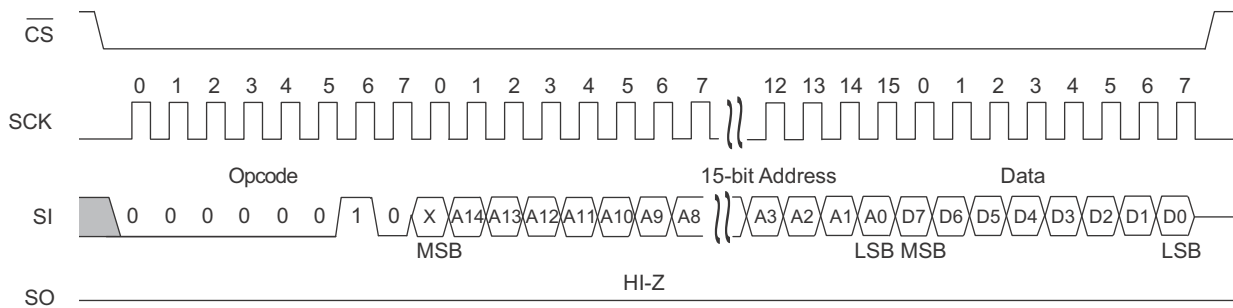 CS
0 1 2 3 4 5 6 7 0 1 2 3 4 5 6 7 12 13 14 15 0 1 2 3 4 5 6 7
SCK
Opcode 15-bit Address Data
SI 0 0 0 0 0 0 1 0 X A14 A13 A12 A11 A10 A9 A8 A3 A2 A1 A0 D7 D6 D5 D4 D3 D2 D1 D0
MSB LSB MSB LSB
HI-Z
SO